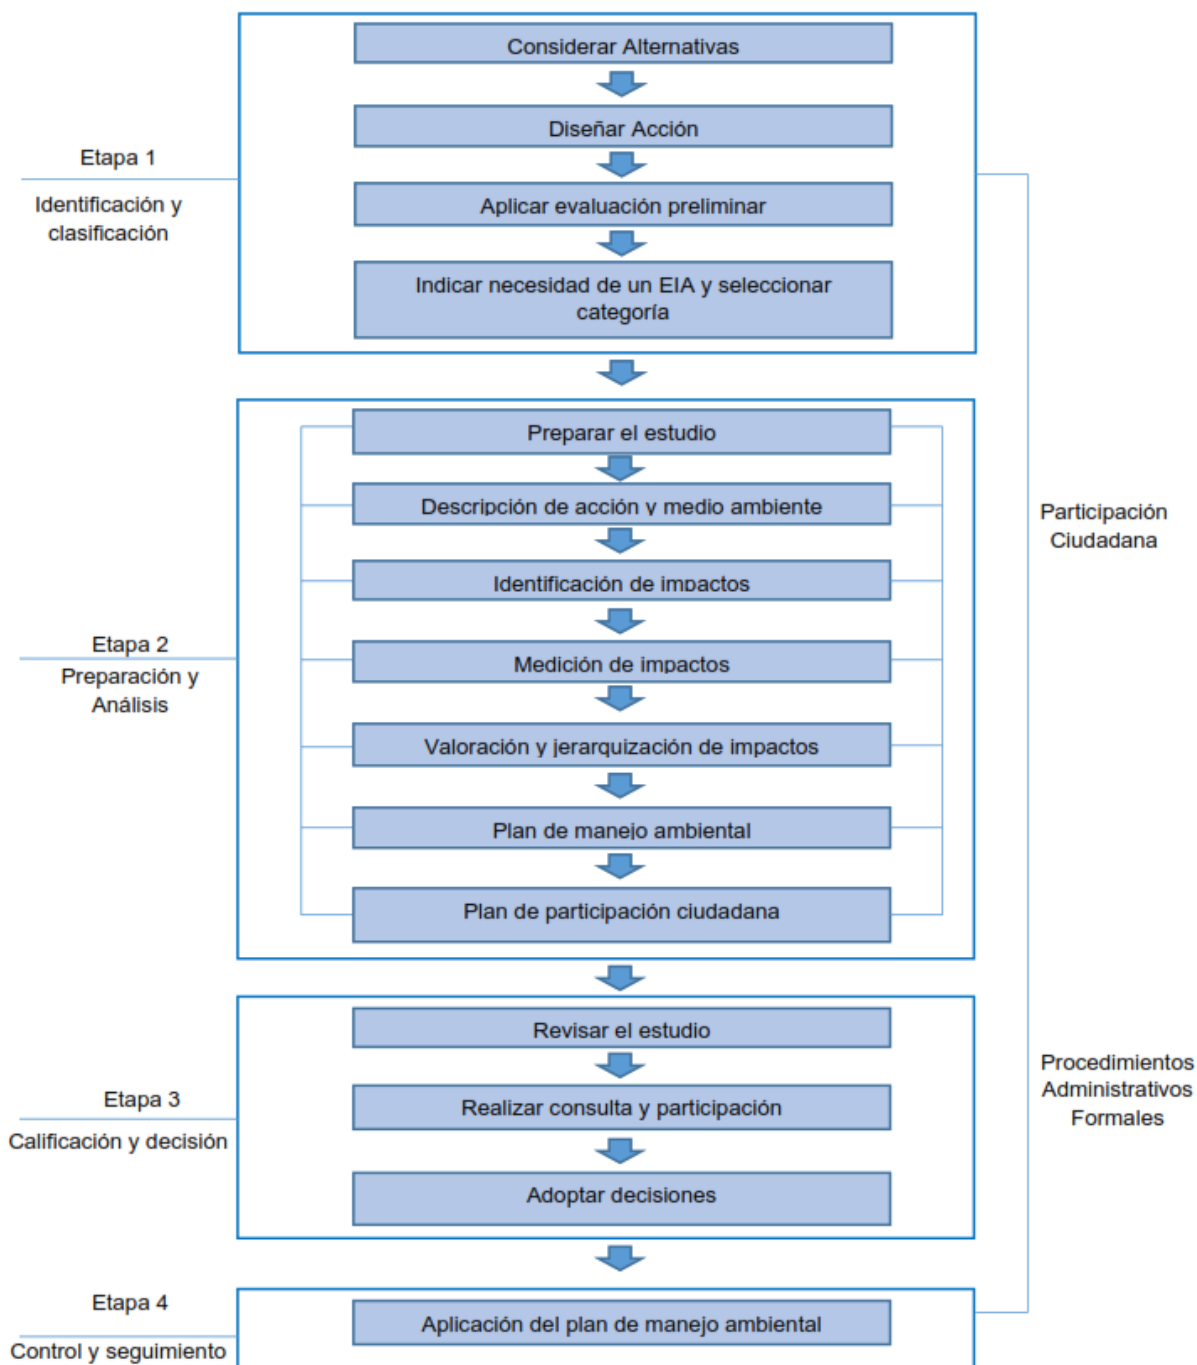 Considerar Alternativas
Diseñar Acción
Etapa 1
Identificación y
clasificación
Aplicar evaluación preliminar
Indicar necesidad de un EIA y seleccionar
categoría
Preparar el estudio
Descripción de acción y medio ambiente
Participación
Ciudadana
Identificación de impactos
Etapa 2
Preparación y
Análisis
Medición de impactos
Valoración y jerarquización de impactos
Plan de manejo ambiental
Plan de participación ciudadana
Revisar el estudio
Procedimientos
Administrativos
Formales
Etapa 3
Calificación y decisión
Realizar consulta y participación
Adoptar decisiones
Etapa 4
Control y seguimiento
Aplicación del plan de manejo ambiental